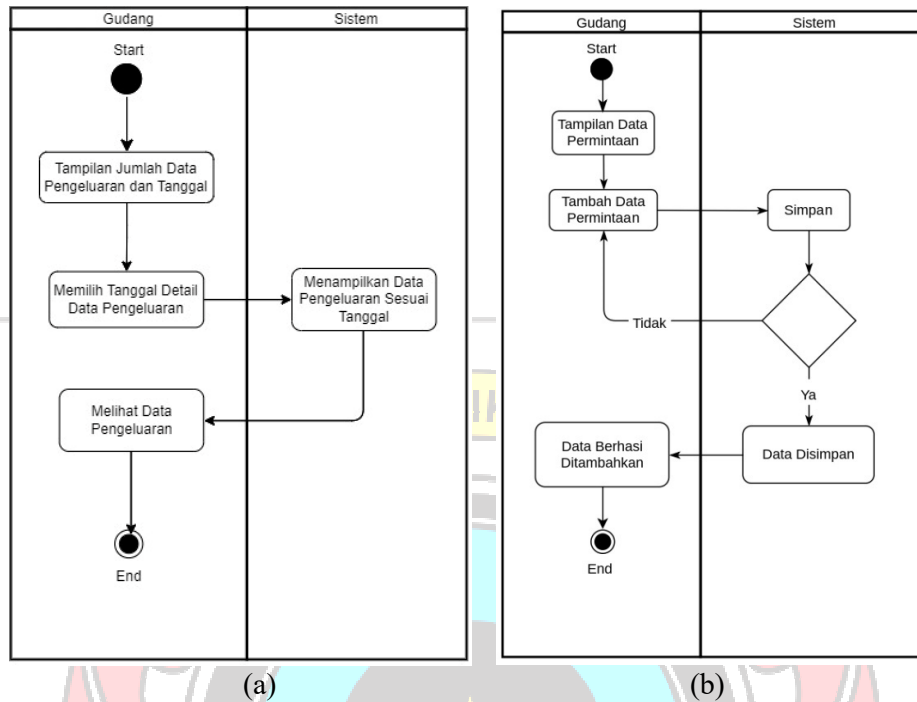 Gudang
Sistem
Start
Tampilan Jumlah Data
Pengeluaran dan Tanggal
Memilih Tanggal Detail
Data Pengeluaran
Menampilkan Data
Pengeluaran Sesuai
Tanggal
Melihat Data
Pengeluaran
End
(a)
Gudang
Sistem
Start
Tampilan Data
Permintaan
Tambah Data
Permintaan
Simpan
Tidak
Ya
Data Berhasi
Ditambahkan
Data Disimpan
End
(b)